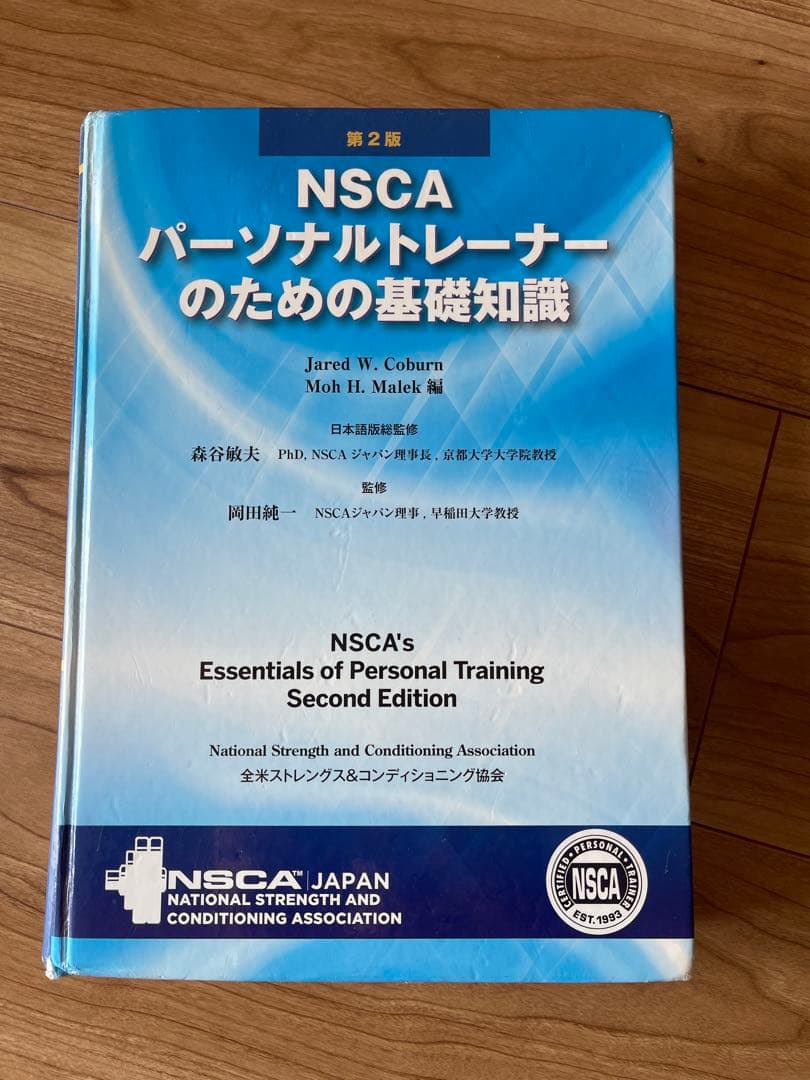 第2版
NSCA
パーソナルトレーナー
のための基礎知識
Jared W. Coburn
Moh H. Malek 編
日本語版総監修
森谷敏夫 PhD, NSCA ジャパン理事長, 京都大学大学院教授
監修
岡田純一 NSCAジャパン理事, 早稲田大学教授
NSCA's
Essentials of Personal Training
Second Edition
National Strength and Conditioning Association
全米ストレングス&コンディショニング協会
NSCA™ JAPAN
NATIONAL STRENGTH AND
CONDITIONING ASSOCIATION
CERTIFIED • PERSONAL • TRAINER
NSCA
EST. 1993